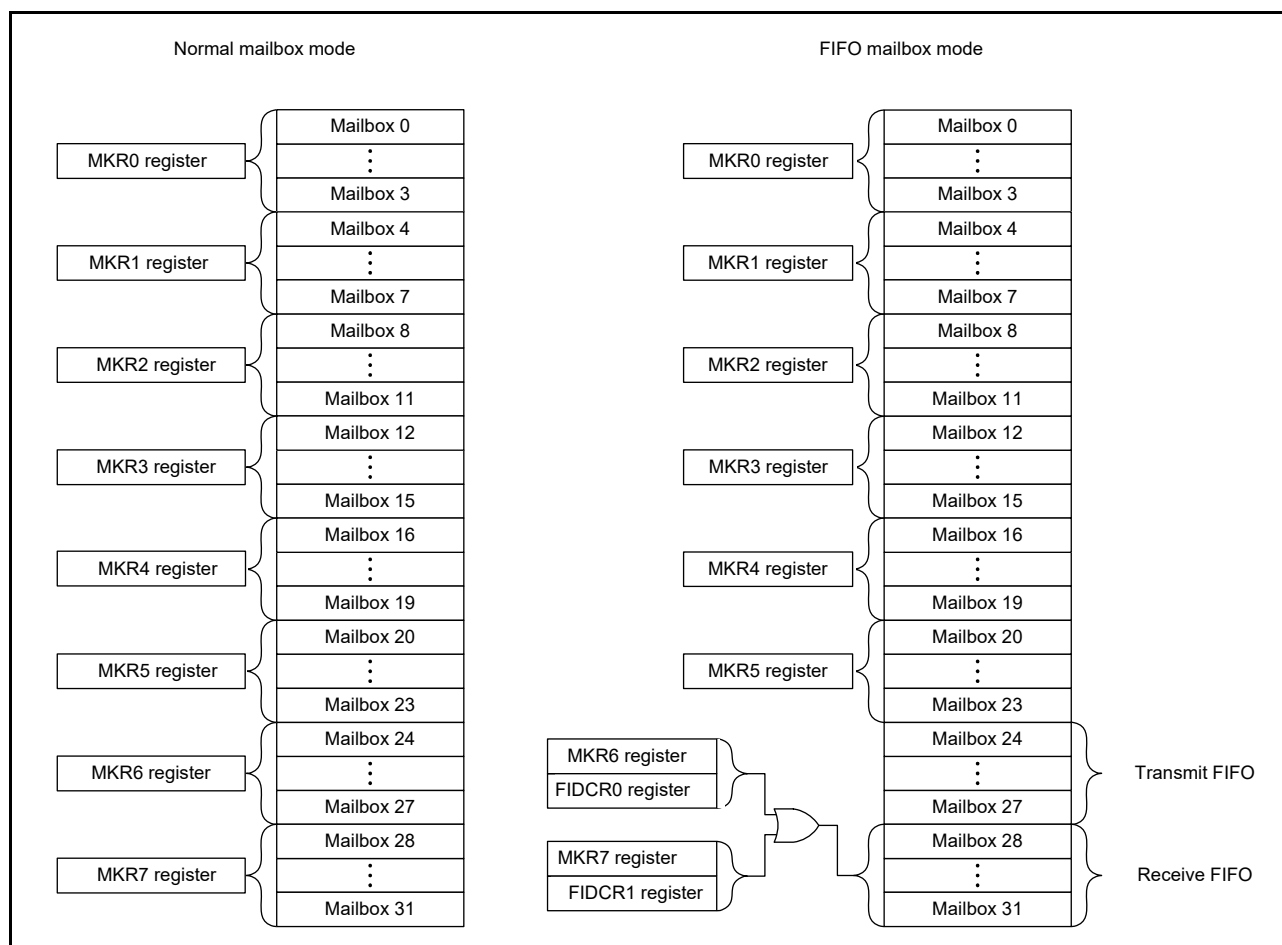 Normal mailbox mode
MKR0 register
Mailbox 0
Mailbox 3
MKR1 register
Mailbox 4
Mailbox 7
MKR2 register
Mailbox 8
Mailbox 11
MKR3 register
Mailbox 12
Mailbox 15
MKR4 register
Mailbox 16
Mailbox 19
MKR5 register
Mailbox 20
Mailbox 23
MKR6 register
Mailbox 24
Mailbox 27
MKR7 register
Mailbox 28
Mailbox 31
FIFO mailbox mode
MKR0 register
Mailbox 0
Mailbox 3
MKR1 register
Mailbox 4
Mailbox 7
MKR2 register
Mailbox 8
Mailbox 11
MKR3 register
Mailbox 12
Mailbox 15
MKR4 register
Mailbox 16
Mailbox 19
MKR5 register
Mailbox 20
Mailbox 23
MKR6 register
FIDCR0 register
Mailbox 24
Mailbox 27
Transmit FIFO
MKR7 register
FIDCR1 register
Mailbox 28
Mailbox 31
Receive FIFO